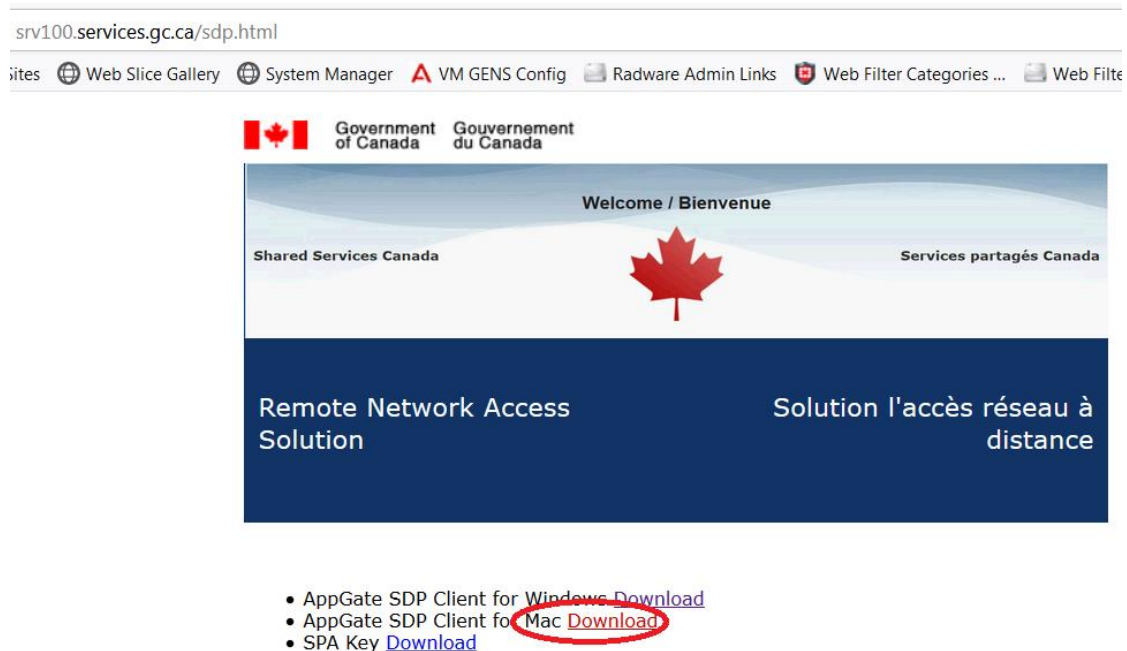 srv100.services.gc.ca/sdp.html
Web Slice Gallery System Manager VM GENS Config Radware Admin Links Web Filter Categories ... Web
Government Gouvernement
of Canada du Canada
Welcome / Bienvenue
Shared Services Canada Services partagés Canada
Remote Network Access Solution l'accès réseau à
Solution distance
• AppGate SDP Client for Windows Download
• AppGate SDP Client for Mac Download
• SPA Key Download